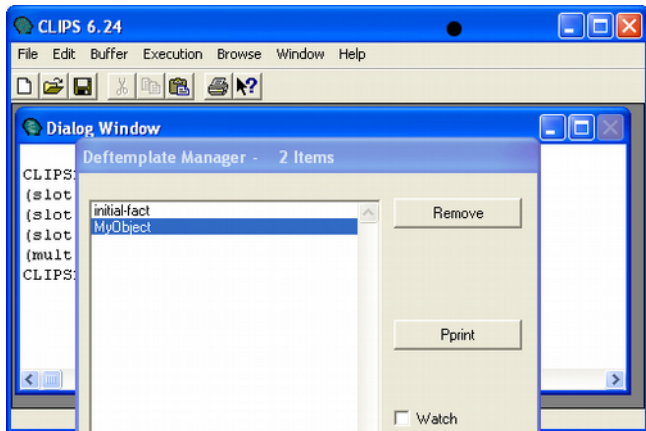 CLIPS 6.24
File Edit Buffer Execution Browse Window Help
Dialog Window
Deftemplate Manager - 2 Items
CLIPS
(slot
(slot
(slot
(mult
CLIPS
initial-fact
MyObject
Remove
Pprint
Watch